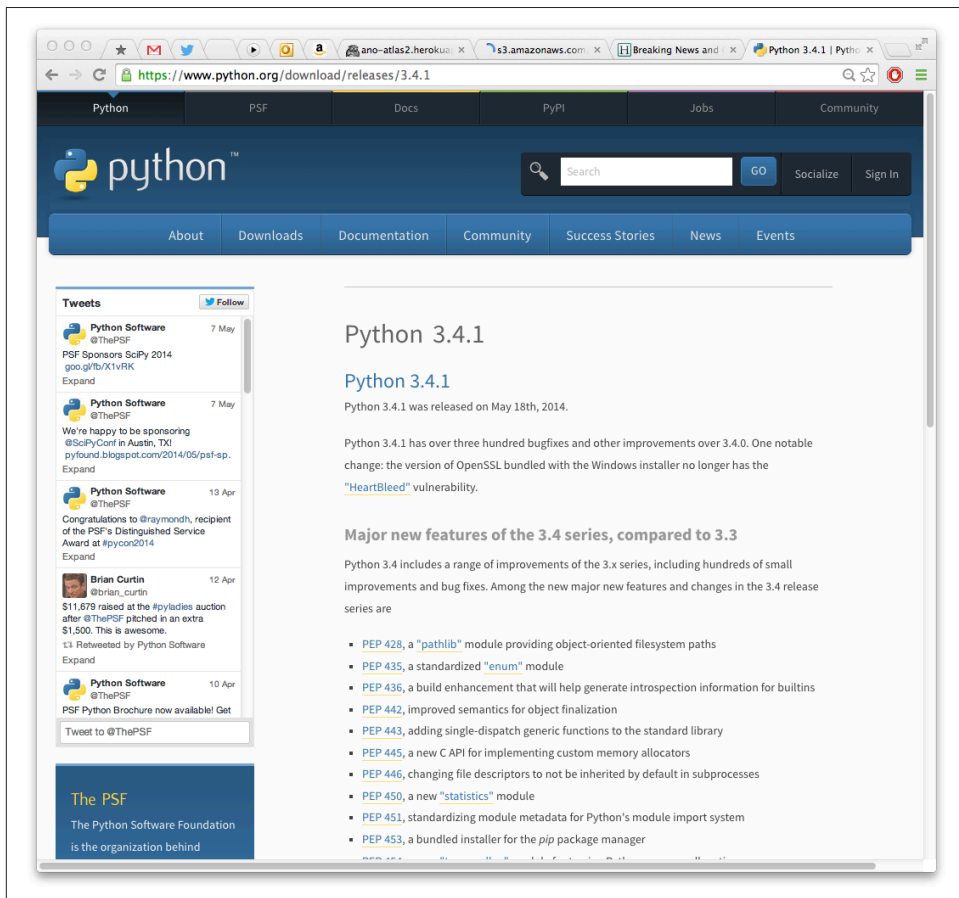 ano-atlas2.herokuap
s3.amazonaws.com
Breaking News and
Python 3.4.1 | Pytho
https://www.python.org/download/releases/3.4.1
Python
PSF
Docs
PyPI
Jobs
Community
python™
Search
GO
Socialize
Sign In
About
Downloads
Documentation
Community
Success Stories
News
Events
Tweets
Follow
Python Software
7 May
@ThePSF
PSF Sponsors SciPy 2014
goo.gl/fb/X1vRK
Expand
Python Software
7 May
@ThePSF
We're happy to be sponsoring
@SciPyConf in Austin, TX!
pyfound.blogspot.com/2014/05/psf-sp.
Expand
Python Software
13 Apr
@ThePSF
Congratulations to @raymondh, recipient
of the PSF's Distinguished Service
Award at #pycon2014
Expand
Brian Curtin
12 Apr
@brian_curtin
$11,679 raised at the #pyladies auction
after @ThePSF pitched in an extra
$1,500. This is awesome.
Retweeted by Python Software
Expand
Python Software
10 Apr
@ThePSF
PSF Python Brochure now available! Get
Tweet to @ThePSF
The PSF
The Python Software Foundation
is the organization behind
Python 3.4.1
Python 3.4.1
Python 3.4.1 was released on May 18th, 2014.
Python 3.4.1 has over three hundred bugfixes and other improvements over 3.4.0. One notable
change: the version of OpenSSL bundled with the Windows installer no longer has the
"HeartBleed" vulnerability.
Major new features of the 3.4 series, compared to 3.3
Python 3.4 includes a range of improvements of the 3.x series, including hundreds of small
improvements and bug fixes. Among the new major new features and changes in the 3.4 release
series are
PEP 428, a "pathlib" module providing object-oriented filesystem paths
PEP 435, a standardized "enum" module
PEP 436, a build enhancement that will help generate introspection information for builtins
PEP 442, improved semantics for object finalization
PEP 443, adding single-dispatch generic functions to the standard library
PEP 445, a new C API for implementing custom memory allocators
PEP 446, changing file descriptors to not be inherited by default in subprocesses
PEP 450, a new "statistics" module
PEP 451, standardizing module metadata for Python's module import system
PEP 453, a bundled installer for the pip package manager